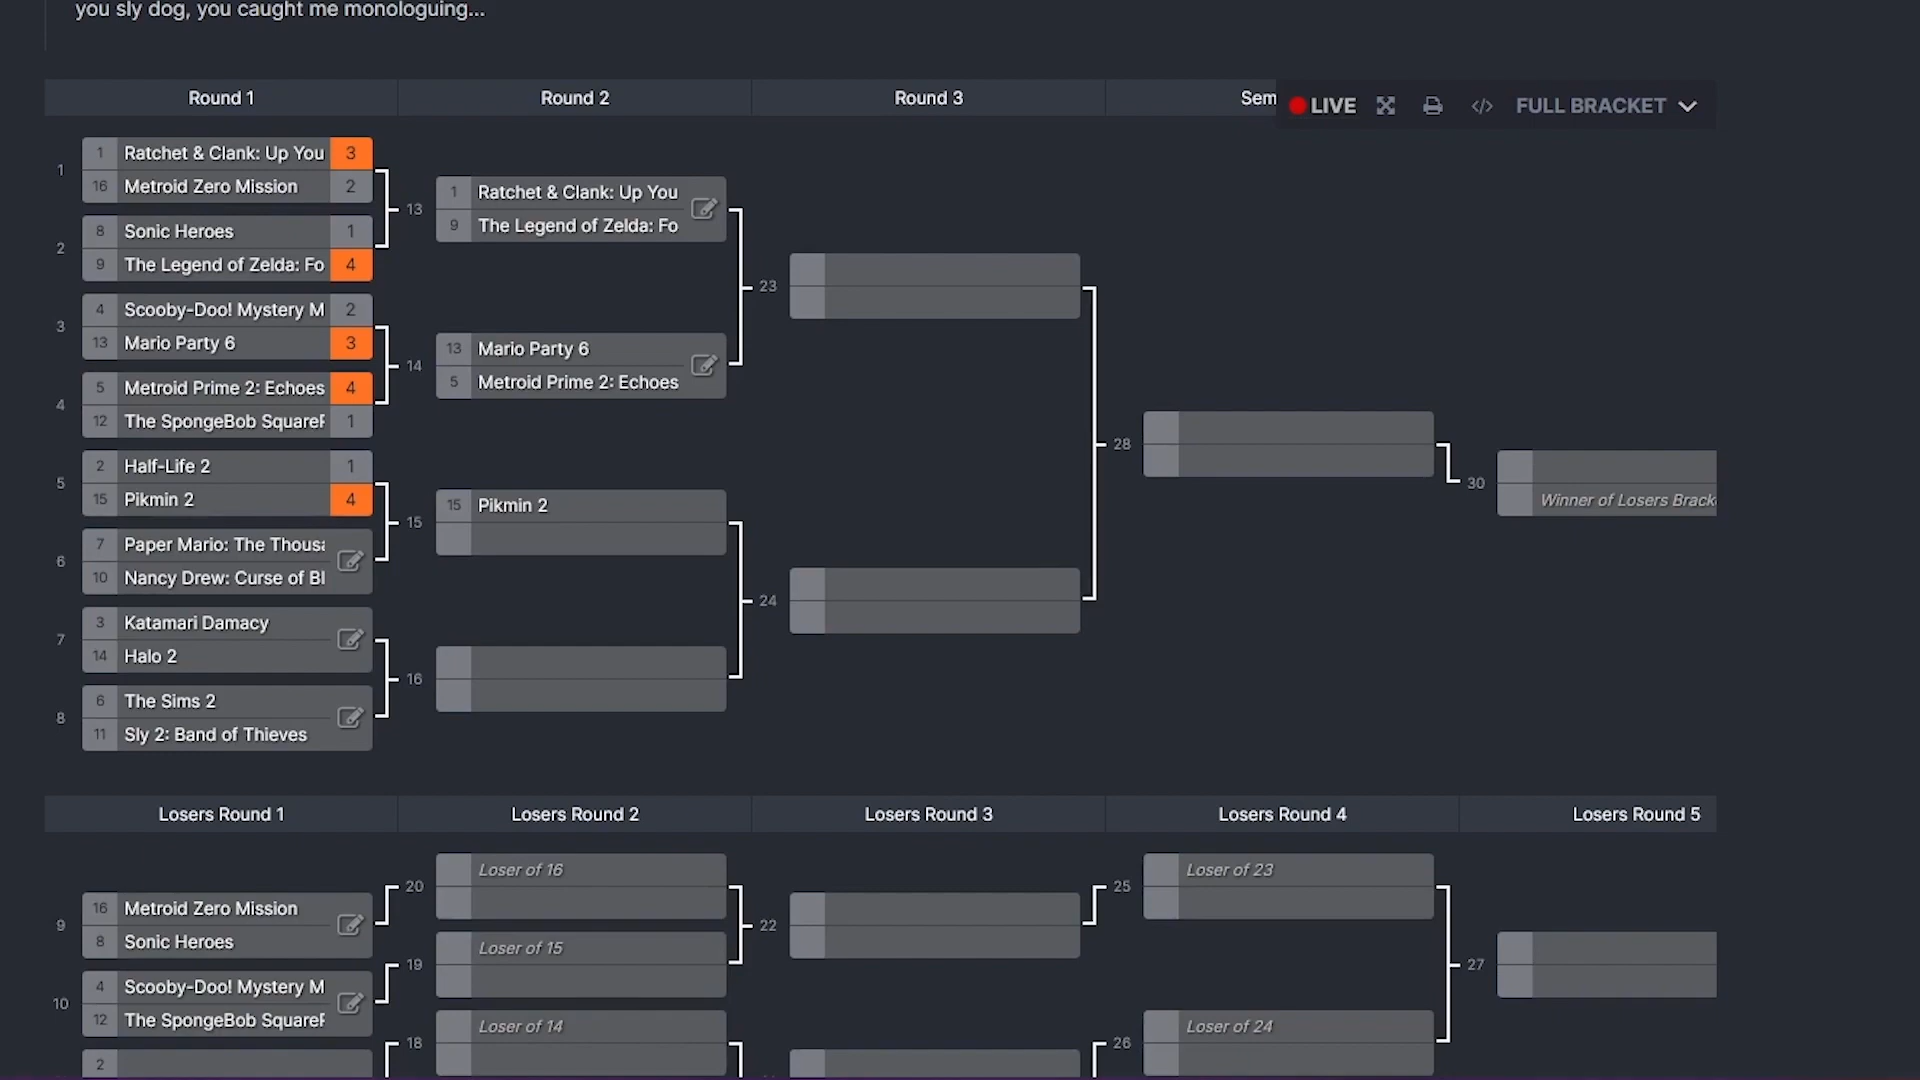 you sly dog, you caught me monologuing...
Round 1
Round 2
Round 3
Sem
LIVE
FULL BRACKET
1
1 Ratchet & Clank: Up You 3
16 Metroid Zero Mission 2
2
8 Sonic Heroes 1
9 The Legend of Zelda: Fo 4
3
4 Scooby-Doo! Mystery M 2
13 Mario Party 6 3
4
5 Metroid Prime 2: Echoes 4
12 The SpongeBob Square 1
5
2 Half-Life 2 1
15 Pikmin 2 4
6
7 Paper Mario: The Thousa
10 Nancy Drew: Curse of Bl
7
3 Katamari Damacy
14 Halo 2
8
6 The Sims 2
11 Sly 2: Band of Thieves
13
1 Ratchet & Clank: Up You
9 The Legend of Zelda: Fo
14
13 Mario Party 6
5 Metroid Prime 2: Echoes
15
15 Pikmin 2
16
23
24
28
30
Winner of Losers Brack
Losers Round 1
Losers Round 2
Losers Round 3
Losers Round 4
Losers Round 5
9
16 Metroid Zero Mission
8 Sonic Heroes
10
4 Scooby-Doo! Mystery M
12 The SpongeBob Square
2
20
Loser of 16
19
Loser of 15
18
Loser of 14
22
25
Loser of 23
26
Loser of 24
27